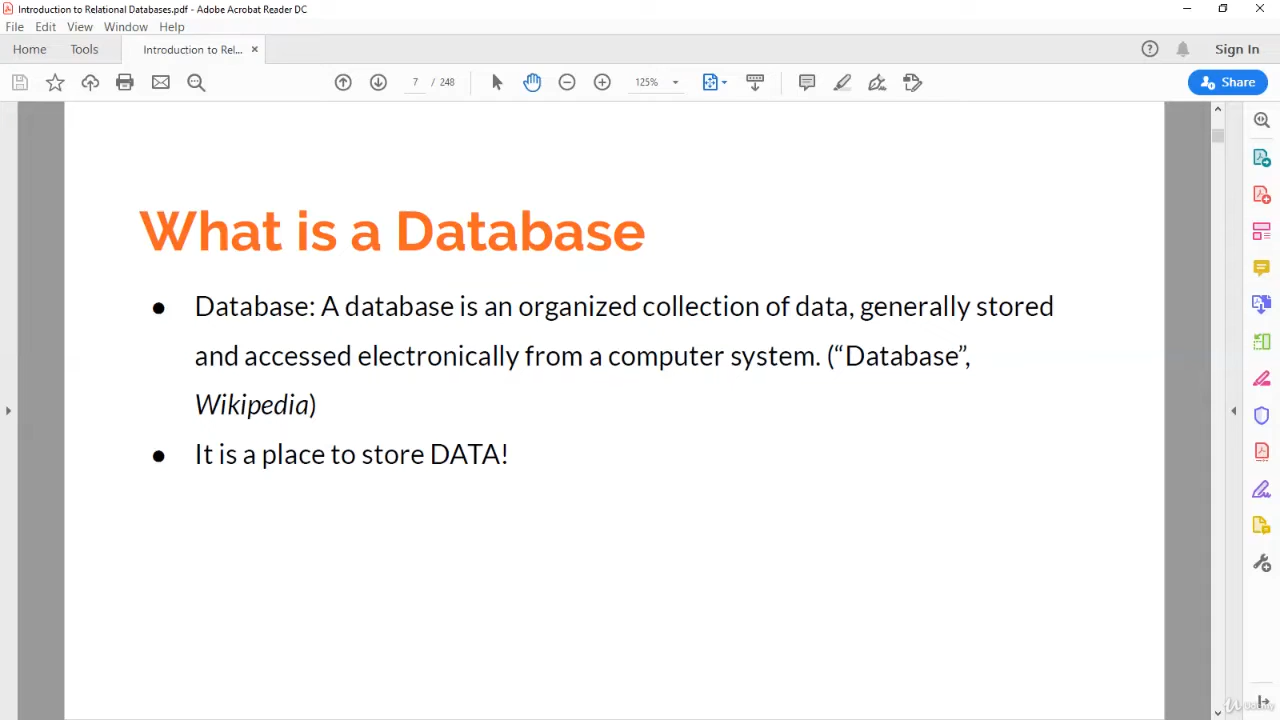 Introduction to Relational Databases.pdf - Adobe Acrobat Reader DC
File Edit View Window Help
Home Tools Introduction to Rel... × Sign In
7 / 248 125% Share
What is a Database
● Database: A database is an organized collection of data, generally stored
and accessed electronically from a computer system. (“Database”,
Wikipedia)
● It is a place to store DATA!
Udemy